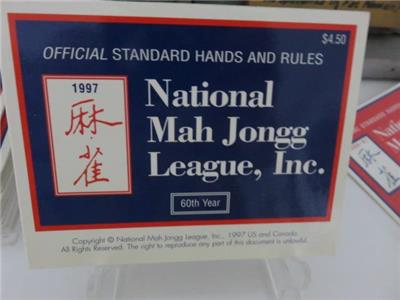 $4.50
OFFICIAL STANDARD HANDS AND RULES
1997
麻雀
National
Mah Jongg
League, Inc.
60th Year
Copyright © National Mah Jongg League, Inc., 1997 US and Canada.
All Rights Reserved. The right to reproduce any part of this document is unlawful.